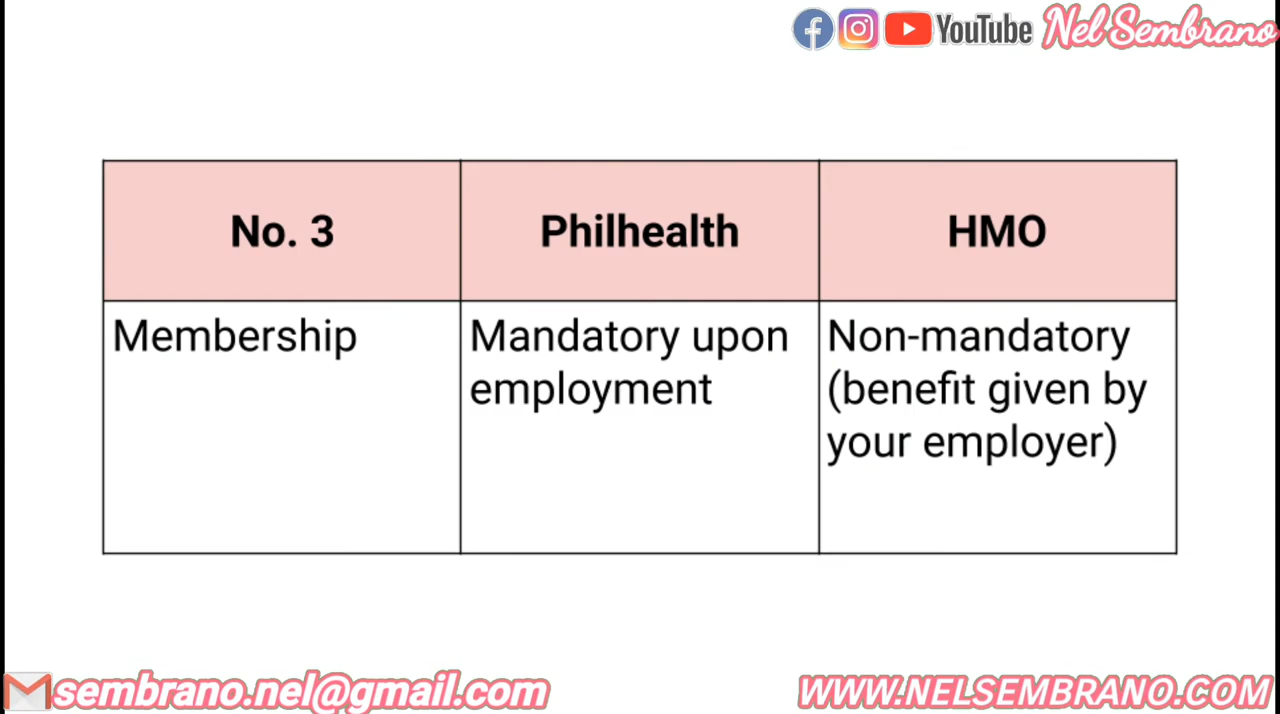 YouTube Nel Sembrano
No. 3 Philhealth HMO
Membership Mandatory upon Non-mandatory
employment (benefit given by
your employer)
sembrano.nel@gmail.com WWW.NELSEMBRANO.COM